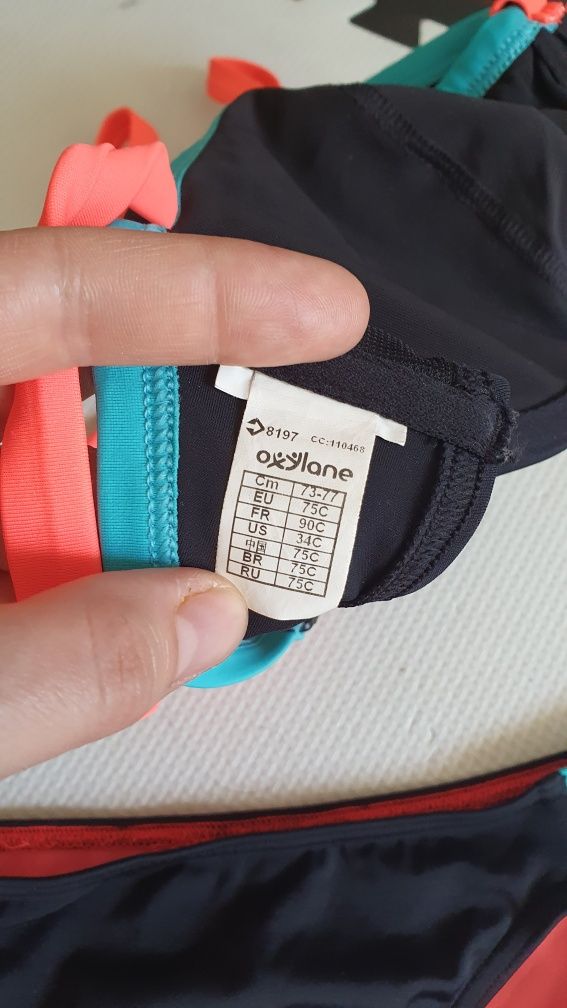 8197 CC:110468
oxylane
Cm 73-77
EU 75C
FR 90C
US 34C
中国 75C
BR 75C
RU 75C